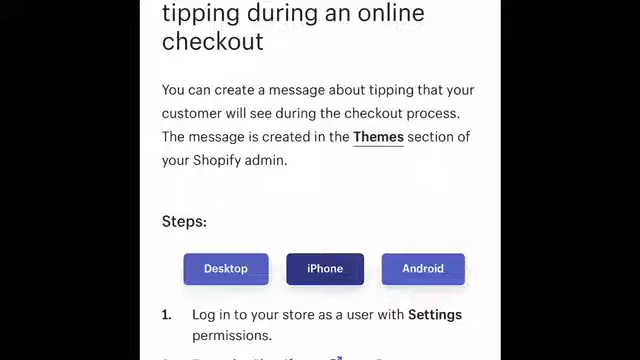 tipping during an online
checkout
You can create a message about tipping that your
customer will see during the checkout process.
The message is created in the Themes section of
your Shopify admin.
Steps:
Desktop iPhone Android
1. Log in to your store as a user with Settings
permissions.